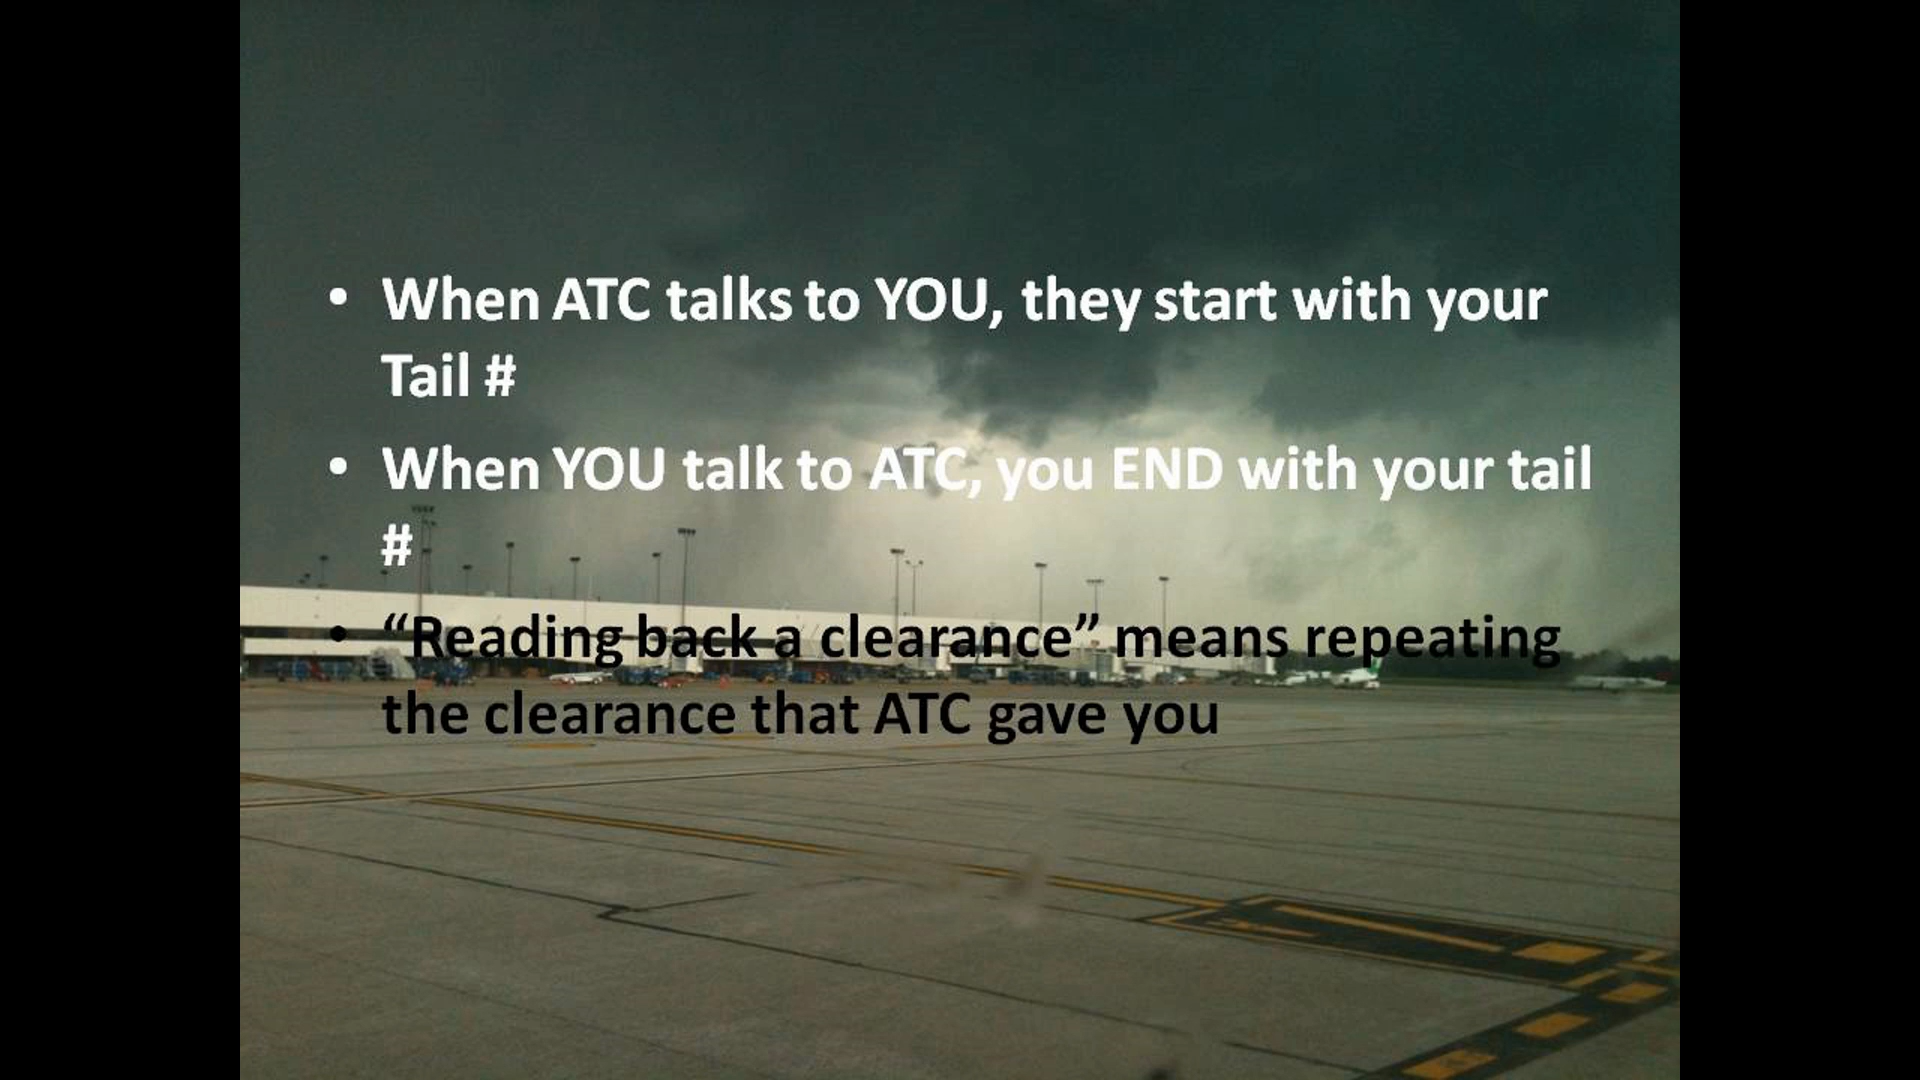 • When ATC talks to YOU, they start with your
Tail #
• When YOU talk to ATC, you END with your tail
#
• “Reading back a clearance” means repeating
the clearance that ATC gave you